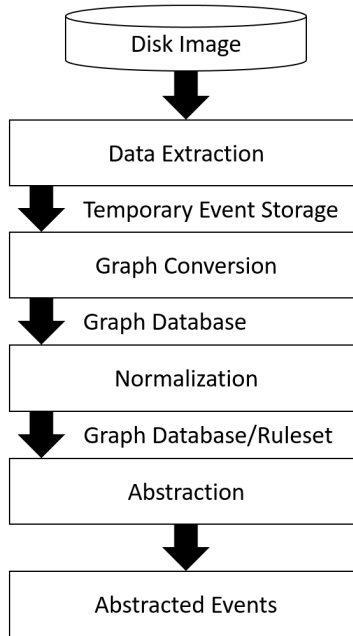 Disk Image
Data Extraction
Temporary Event Storage
Graph Conversion
Graph Database
Normalization
Graph Database/Ruleset
Abstraction
Abstracted Events